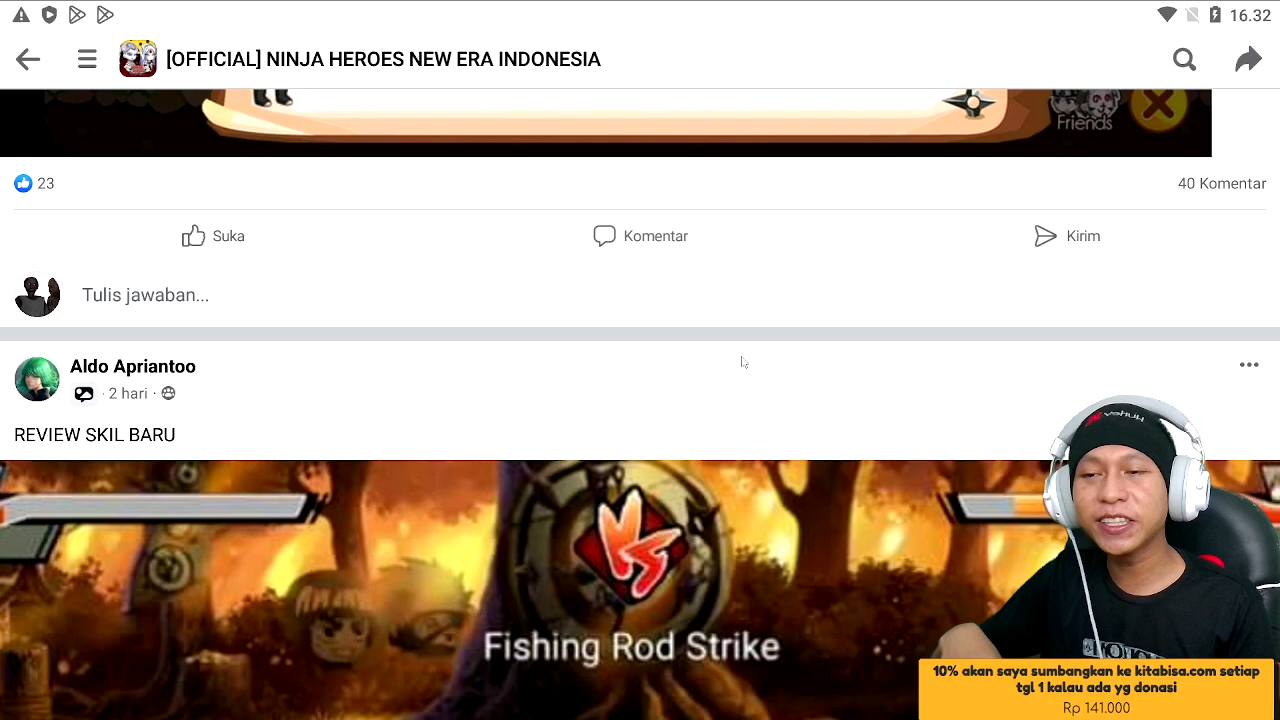 16.32
[OFFICIAL] NINJA HEROES NEW ERA INDONESIA
Friends
23
40 Komentar
Suka
Komentar
Kirim
Tulis jawaban...
Aldo Apriantoo
· 2 hari ·
REVIEW SKIL BARU
VS
Fishing Rod Strike
10% akan saya sumbangkan ke kitabisa.com setiap
tgl 1 kalau ada yg donasi
Rp 141.000